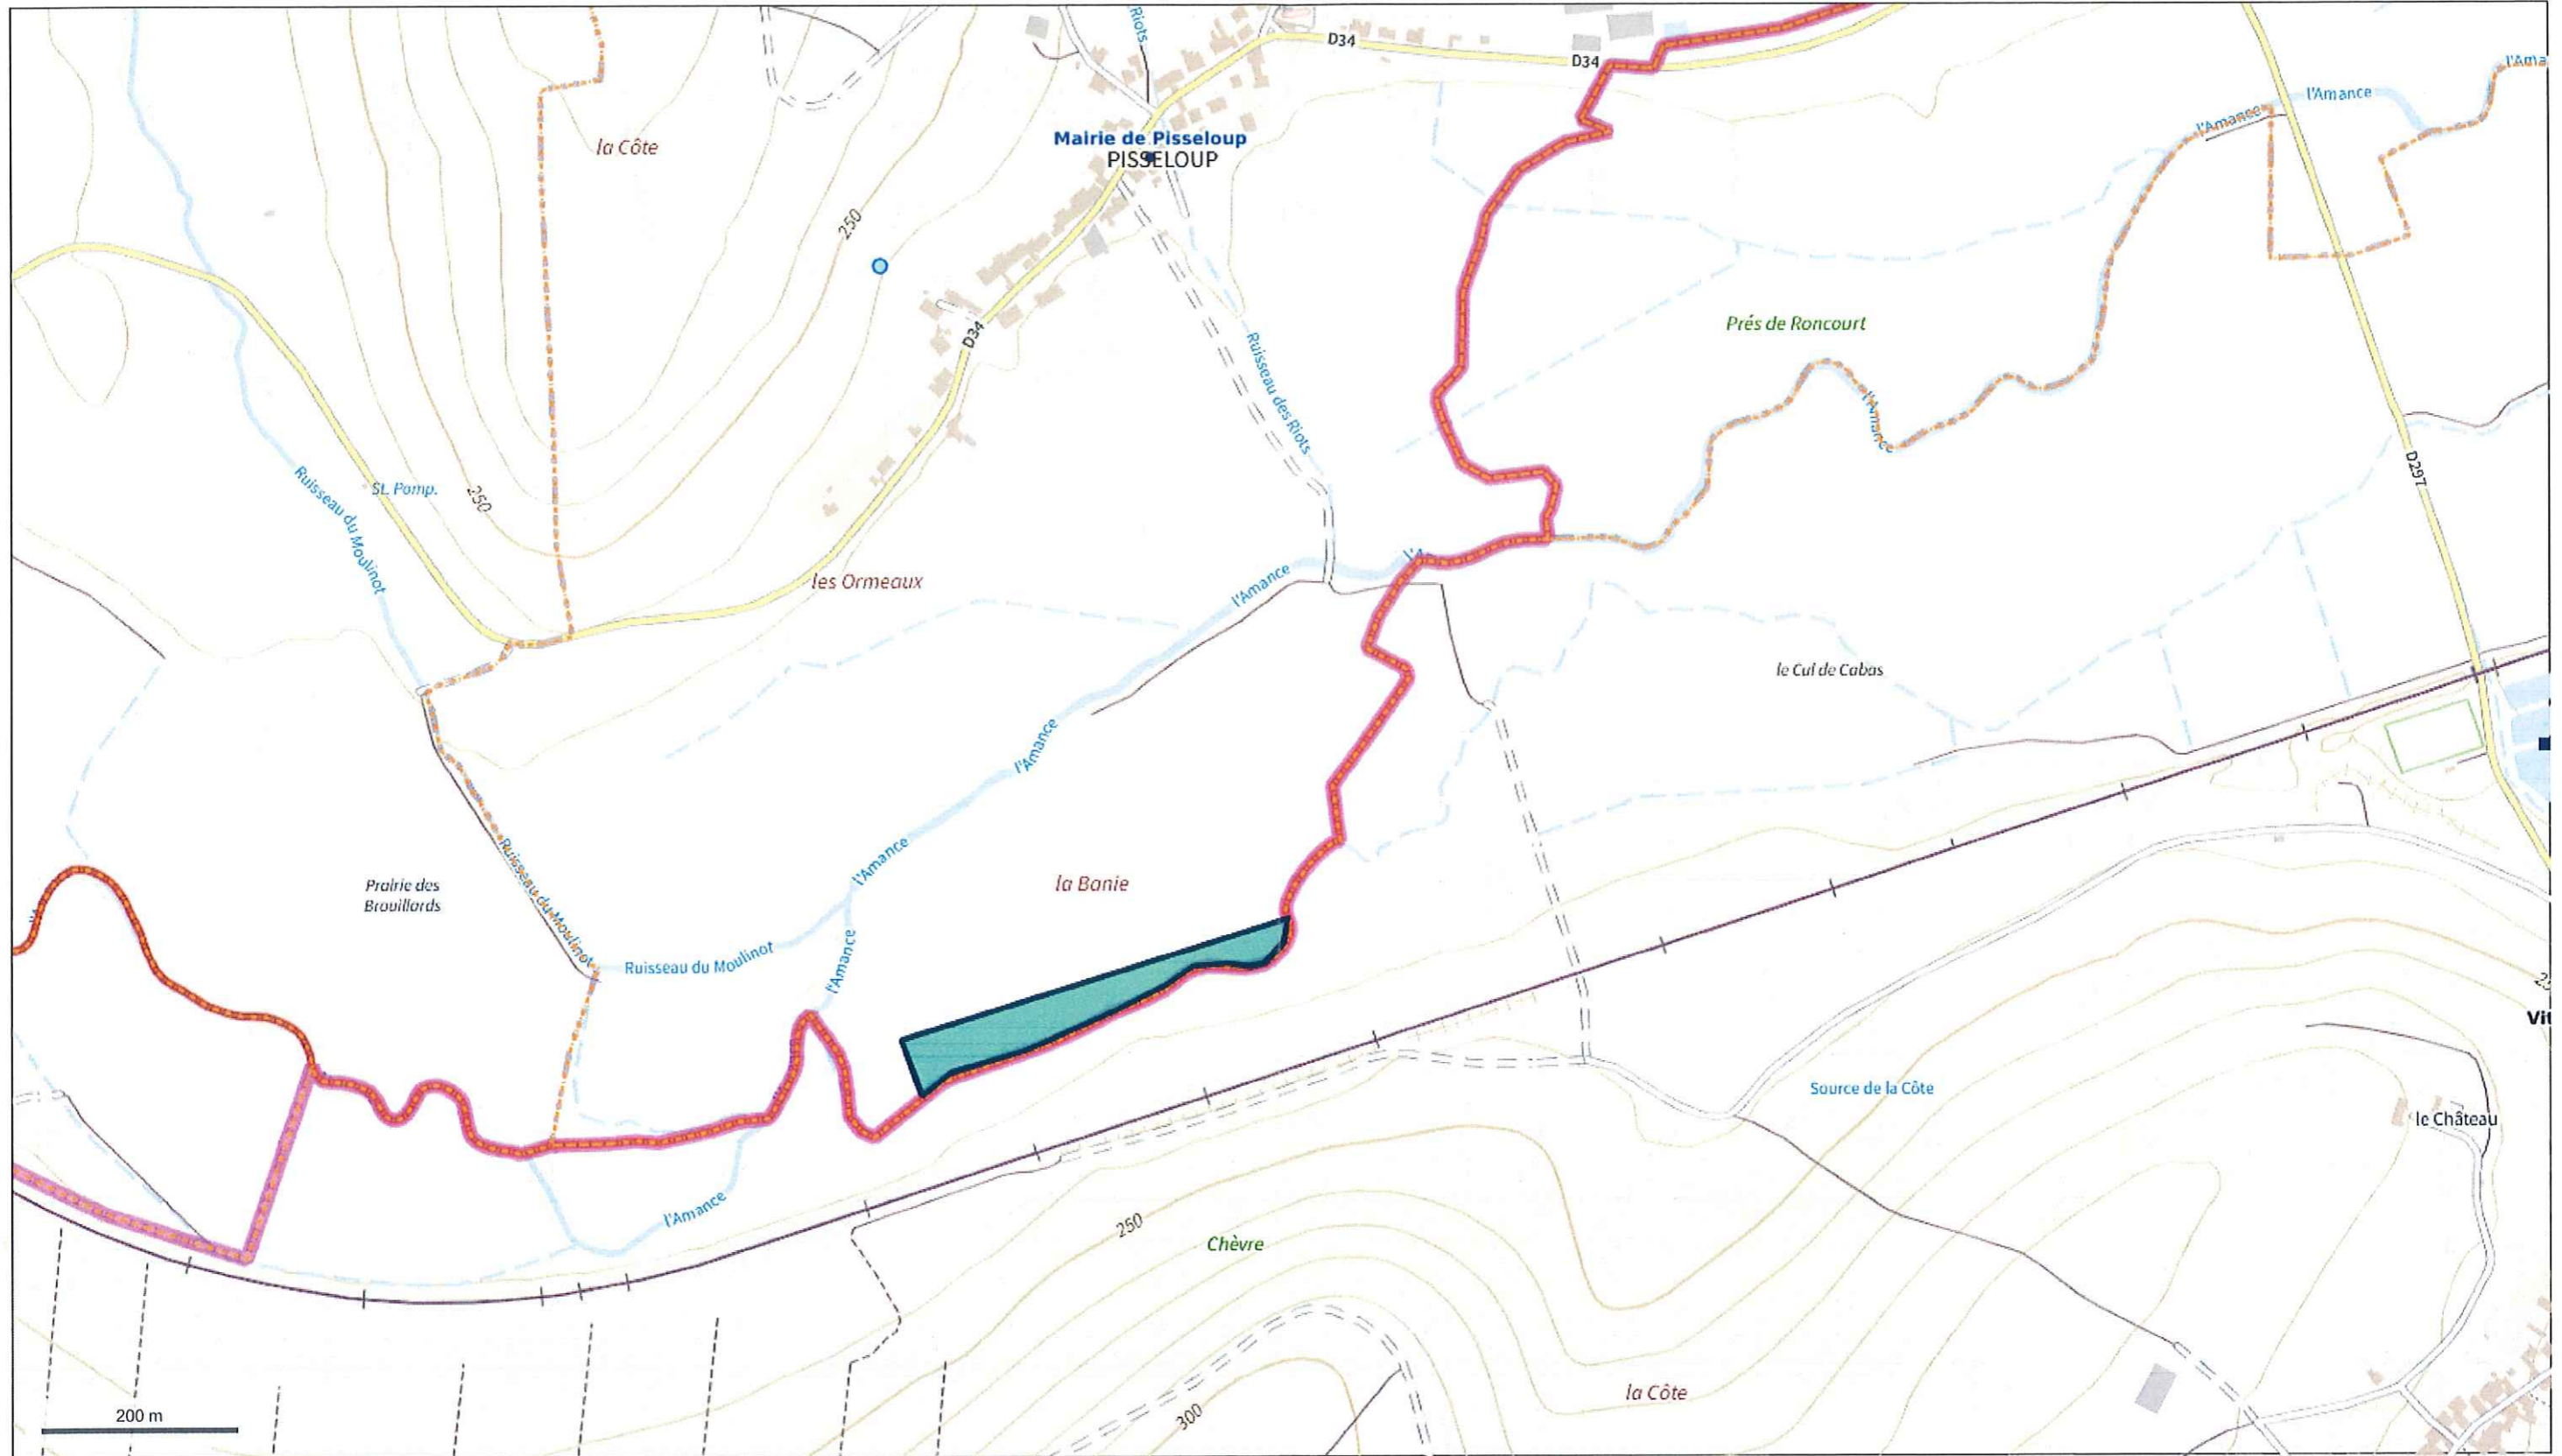 Riots
D34
D34
l'Ama
l'Amance
l'Amance
Mairie de Pisseloup
PISSELOUP
la Côte
250
Prés de Roncourt
D34
Ruisseau des Riots
l'Amance
D297
Ruisseau du Moulinot
St. Pomp.
250
les Ormeaux
l'Amance
l'A
le Cul de Cabas
l'Amance
l'Amance
la Banie
Prairie des
Brouillards
Ruisseau du Moulinot
Ruisseau du Moulinot
l'Amance
Vit
Source de la Côte
le Château
l'Amance
250
Chèvre
la Côte
300
200 m